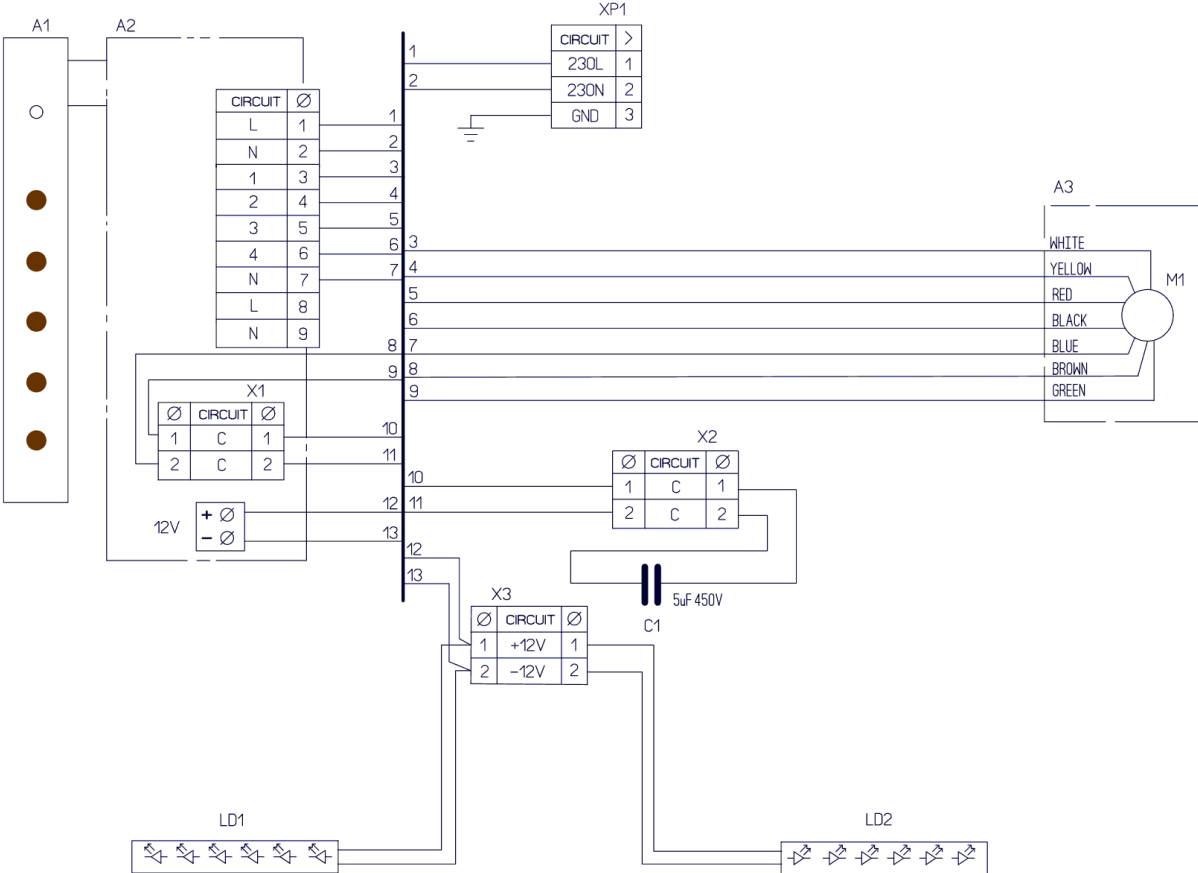 XP1
A1
A2
CIRCUIT >
1
230L 1
2
230N 2
CIRCUIT Ø
GND 3
L 1
1
N 2
2
1 3
3
2 4
4
A3
3 5
5
4 6
6
3
WHITE
N 7
7
4
YELLOW
M1
L 8
5
RED
N 9
6
BLACK
8
7
BLUE
9
8
BROWN
X1
9
GREEN
Ø CIRCUIT Ø
1 C 1
10
2 C 2
11
X2
Ø CIRCUIT Ø
10
1 C 1
12V
+ Ø
12
11
2 C 2
– Ø
13
12
13
5uF 450V
C1
X3
Ø CIRCUIT Ø
1 +12V 1
2 -12V 2
LD1
LD2